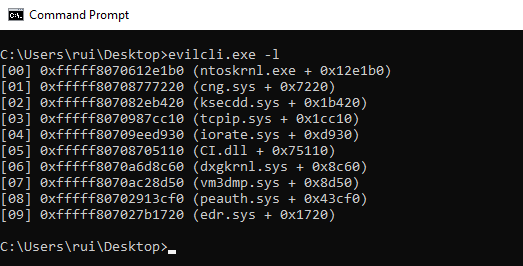 Command Prompt
C:\Users\rui\Desktop>evilcli.exe -l
[00] 0xfffff8070612e1b0 (ntoskrnl.exe + 0x12e1b0)
[01] 0xfffff80708777220 (cng.sys + 0x7220)
[02] 0xfffff807082eb420 (ksecdd.sys + 0x1b420)
[03] 0xfffff8070987cc10 (tcpip.sys + 0x1cc10)
[04] 0xfffff80709eed930 (iorate.sys + 0xd930)
[05] 0xfffff80708705110 (CI.dll + 0x75110)
[06] 0xfffff8070a6d8c60 (dxgkrnl.sys + 0x8c60)
[07] 0xfffff8070ac28d50 (vm3dmp.sys + 0x8d50)
[08] 0xfffff80702913cf0 (peauth.sys + 0x43cf0)
[09] 0xfffff807027b1720 (edr.sys + 0x1720)
C:\Users\rui\Desktop>